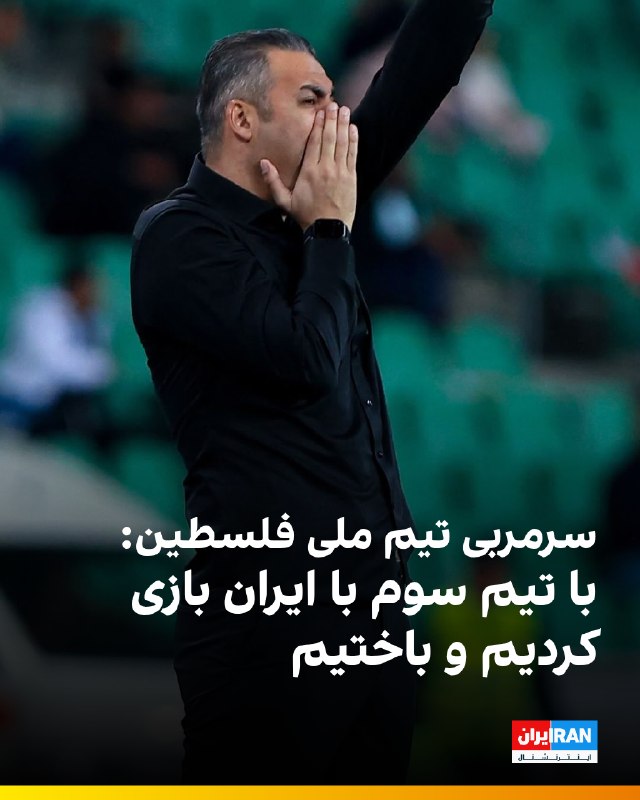 سرمربی تیم ملی فلسطین:
با تیم سوم با ایران بازی
کردیم و باختیم
ایران IRAN
اینترنشنال